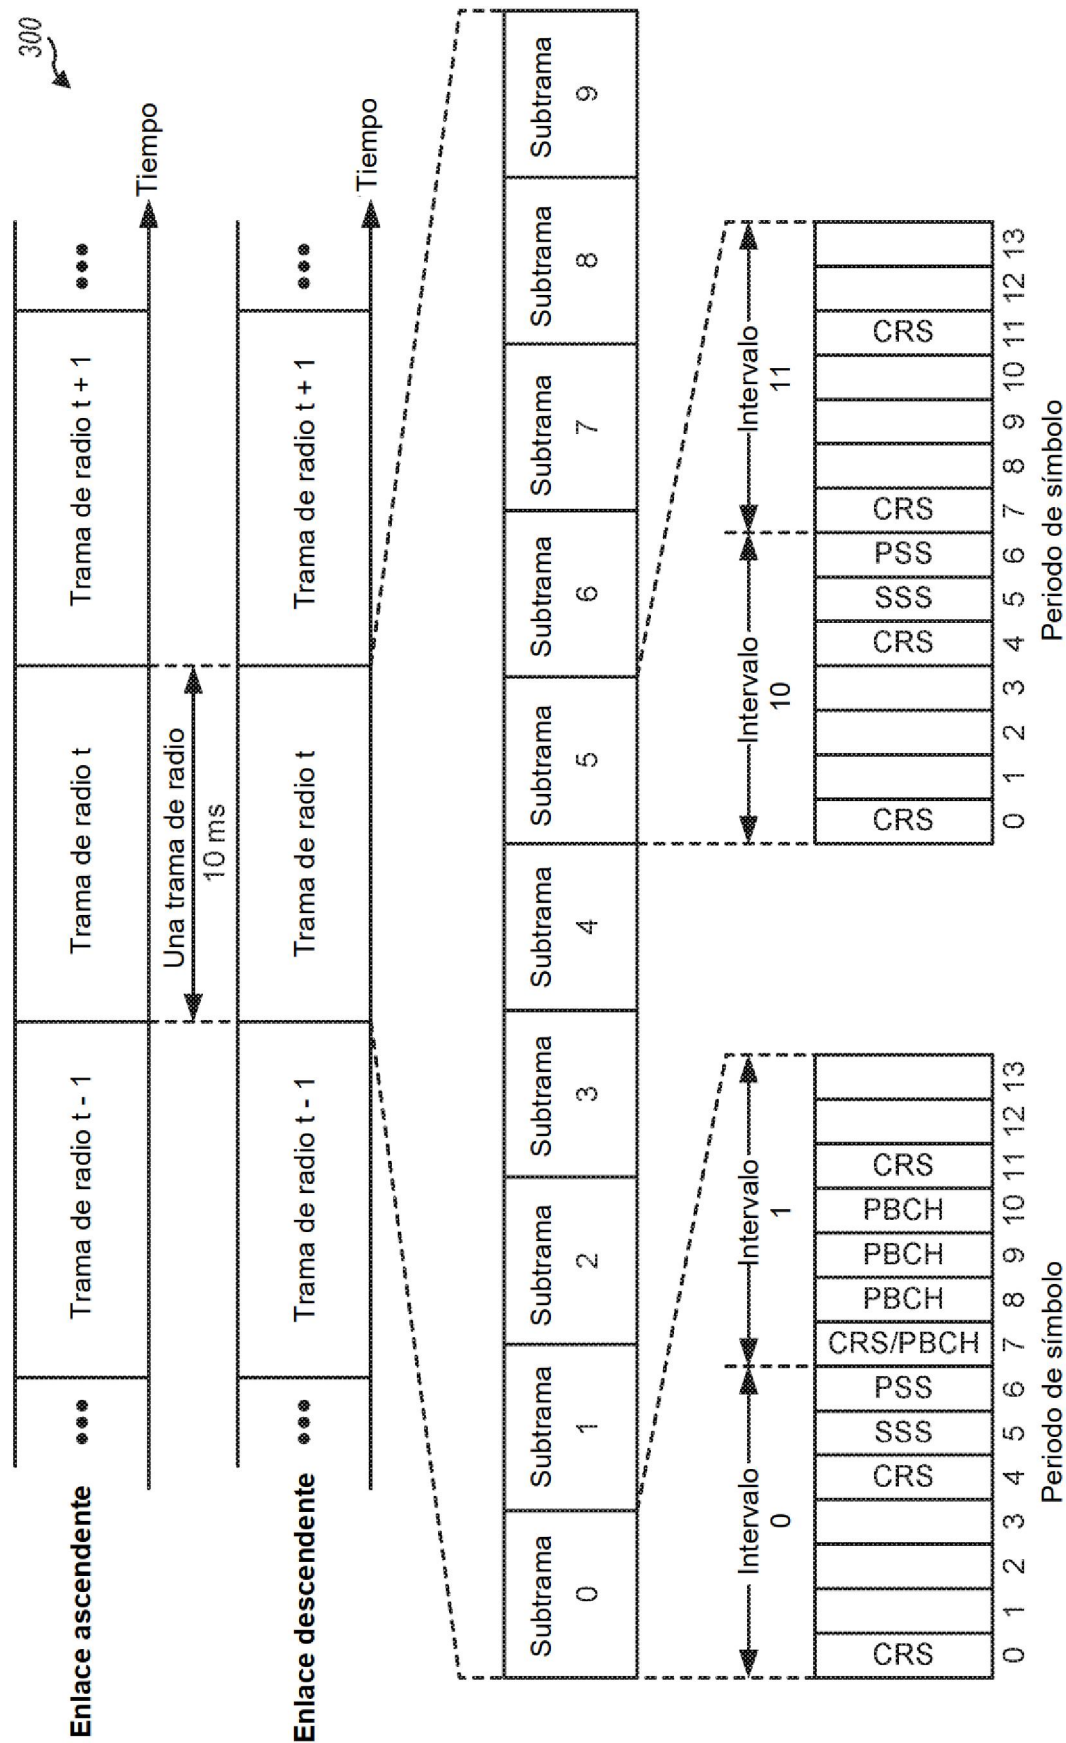 300
Enlace ascendente
Trama de radio t - 1
Trama de radio t
Trama de radio t + 1
Tiempo
Una trama de radio
10 ms
Enlace descendente
Trama de radio t - 1
Trama de radio t
Trama de radio t + 1
Tiempo
Subtrama
0
Subtrama
1
Subtrama
2
Subtrama
3
Subtrama
4
Subtrama
5
Subtrama
6
Subtrama
7
Subtrama
8
Subtrama
9
Intervalo
0
Intervalo
1
CRS
CRS
SSS
PSS
CRS/PBCH
PBCH
PBCH
PBCH
CRS
0 1 2 3 4 5 6 7 8 9 10 11 12 13
Periodo de símbolo
Intervalo
10
Intervalo
11
CRS
CRS
SSS
PSS
CRS
CRS
0 1 2 3 4 5 6 7 8 9 10 11 12 13
Periodo de símbolo